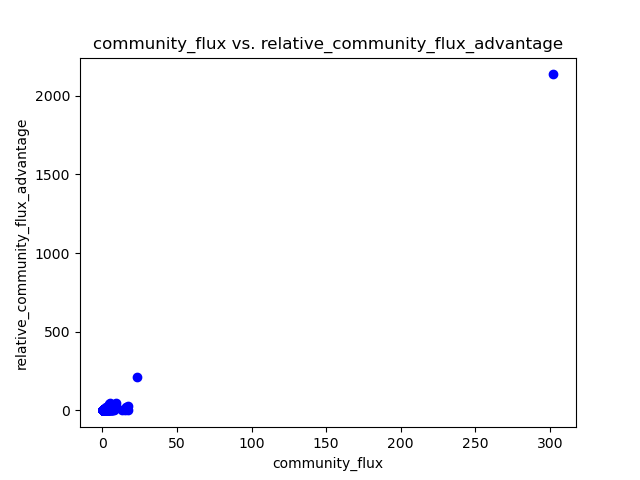 community_flux vs. relative_community_flux_advantage
2000
1500
1000
500
0
relative_community_flux_advantage
0 50 100 150 200 250 300
community_flux